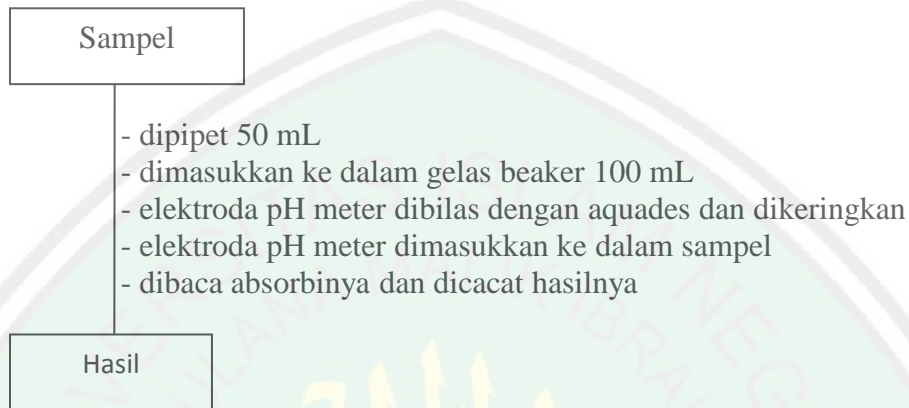 Sampel
- dipipet 50 mL
- dimasukkan ke dalam gelas beaker 100 mL
- elektroda pH meter dibilas dengan aquades dan dikeringkan
- elektroda pH meter dimasukkan ke dalam sampel
- dibaca absorbinya dan dicacat hasilnya
Hasil